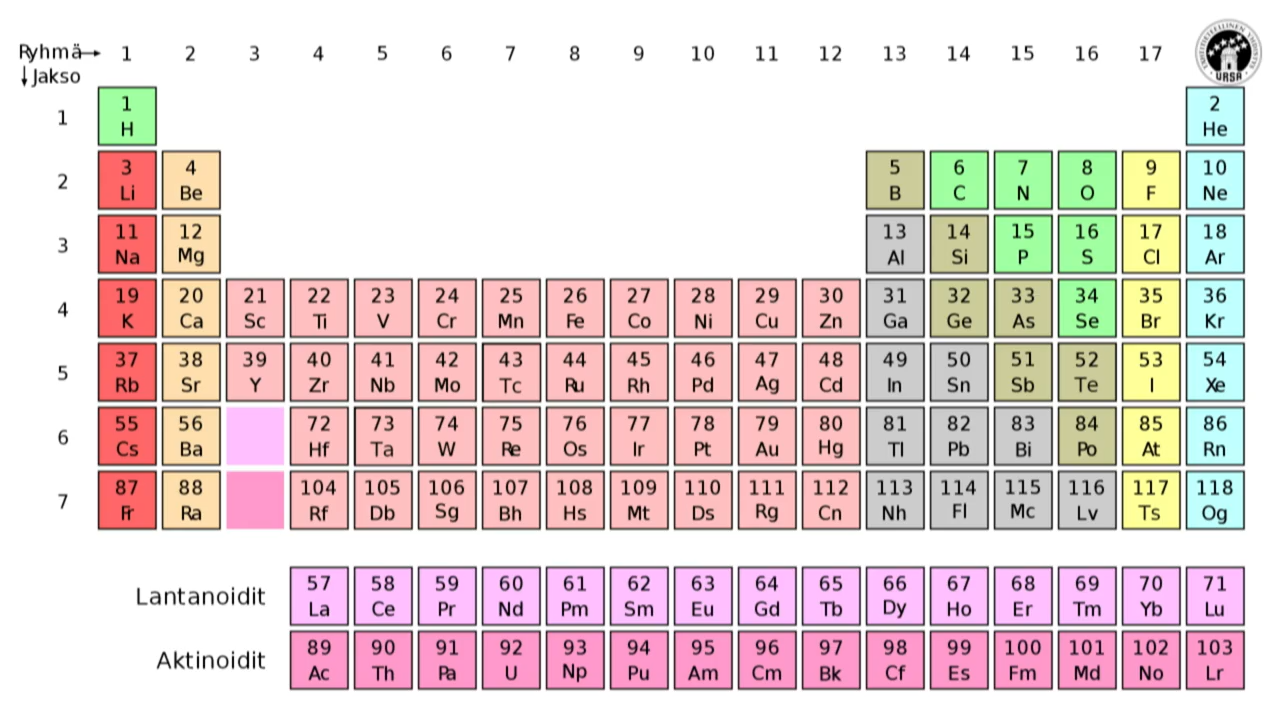 Ryhmä→ 1 2 3 4 5 6 7 8 9 10 11 12 13 14 15 16 17
↓Jakso
URSA
1 1 2
H He
2 3 4 5 6 7 8 9 10
Li Be B C N O F Ne
3 11 12 13 14 15 16 17 18
Na Mg Al Si P S Cl Ar
4 19 20 21 22 23 24 25 26 27 28 29 30 31 32 33 34 35 36
K Ca Sc Ti V Cr Mn Fe Co Ni Cu Zn Ga Ge As Se Br Kr
5 37 38 39 40 41 42 43 44 45 46 47 48 49 50 51 52 53 54
Rb Sr Y Zr Nb Mo Tc Ru Rh Pd Ag Cd In Sn Sb Te I Xe
6 55 56 72 73 74 75 76 77 78 79 80 81 82 83 84 85 86
Cs Ba Hf Ta W Re Os Ir Pt Au Hg Tl Pb Bi Po At Rn
7 87 88 104 105 106 107 108 109 110 111 112 113 114 115 116 117 118
Fr Ra Rf Db Sg Bh Hs Mt Ds Rg Cn Nh Fl Mc Lv Ts Og
Lantanoidit 57 58 59 60 61 62 63 64 65 66 67 68 69 70 71
La Ce Pr Nd Pm Sm Eu Gd Tb Dy Ho Er Tm Yb Lu
Aktinoidit 89 90 91 92 93 94 95 96 97 98 99 100 101 102 103
Ac Th Pa U Np Pu Am Cm Bk Cf Es Fm Md No Lr